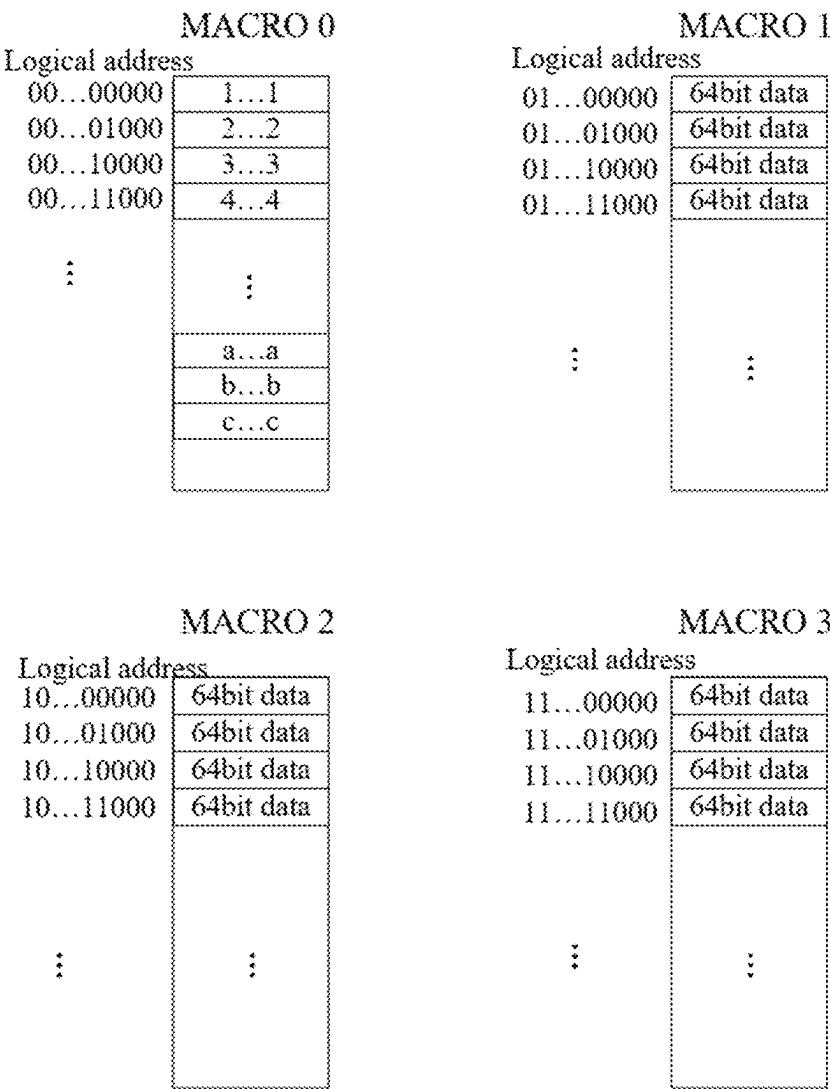 MACRO 0
Logical address
00...00000 1...1
00...01000 2...2
00...10000 3...3
00...11000 4...4
a...a
b...b
c...c
MACRO 1
Logical address
01...00000 64bit data
01...01000 64bit data
01...10000 64bit data
01...11000 64bit data
MACRO 2
Logical address
10...00000 64bit data
10...01000 64bit data
10...10000 64bit data
10...11000 64bit data
MACRO 3
Logical address
11...00000 64bit data
11...01000 64bit data
11...10000 64bit data
11...11000 64bit data